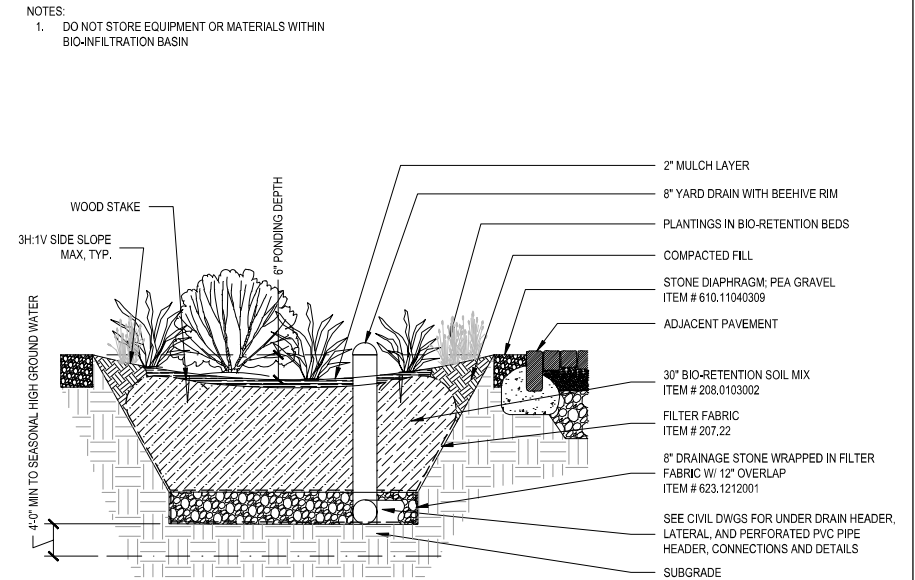 NOTES:
1. DO NOT STORE EQUIPMENT OR MATERIALS WITHIN
BIO-INFILTRATION BASIN
WOOD STAKE
3H:1V SIDE SLOPE
MAX, TYP.
4'-0" MIN TO SEASONAL HIGH GROUND WATER
6" PONDING DEPTH
2" MULCH LAYER
8" YARD DRAIN WITH BEEHIVE RIM
PLANTINGS IN BIO-RETENTION BEDS
COMPACTED FILL
STONE DIAPHRAGM; PEA GRAVEL
ITEM # 610.11040309
ADJACENT PAVEMENT
30" BIO-RETENTION SOIL MIX
ITEM # 208.0103002
FILTER FABRIC
ITEM # 207.22
8" DRAINAGE STONE WRAPPED IN FILTER
FABRIC W/ 12" OVERLAP
ITEM # 623.1212001
SEE CIVIL DWGS FOR UNDER DRAIN HEADER,
LATERAL, AND PERFORATED PVC PIPE
HEADER, CONNECTIONS AND DETAILS
SUBGRADE